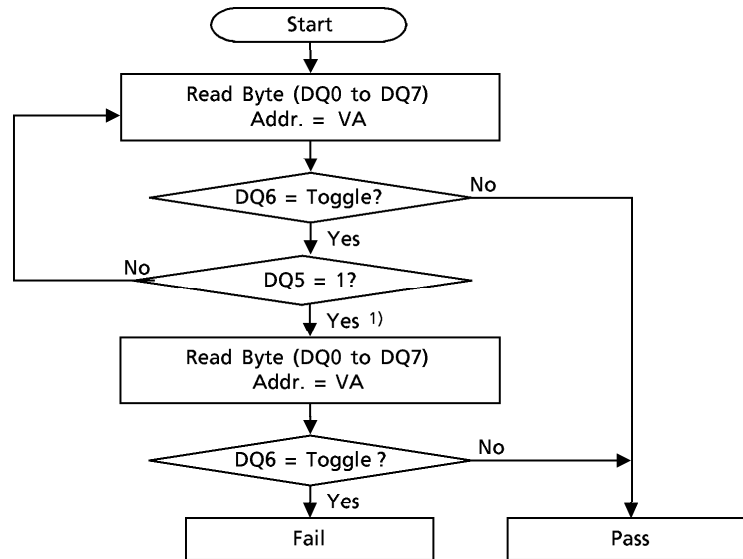 Start
Read Byte (DQ0 to DQ7)
Addr. = VA
DQ6 = Toggle?
No
Yes
No
DQ5 = 1?
Yes 1)
Read Byte (DQ0 to DQ7)
Addr. = VA
DQ6 = Toggle ?
No
Yes
Fail
Pass